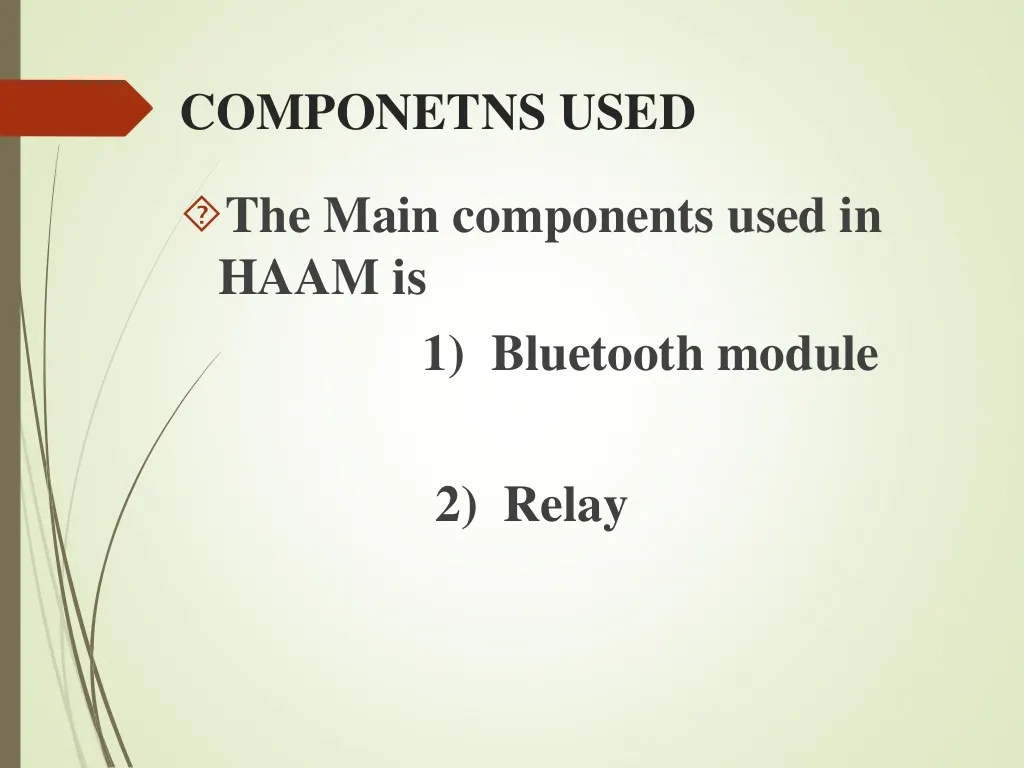 COMPONETNS USED
The Main components used in
HAAM is
1) Bluetooth module
2) Relay